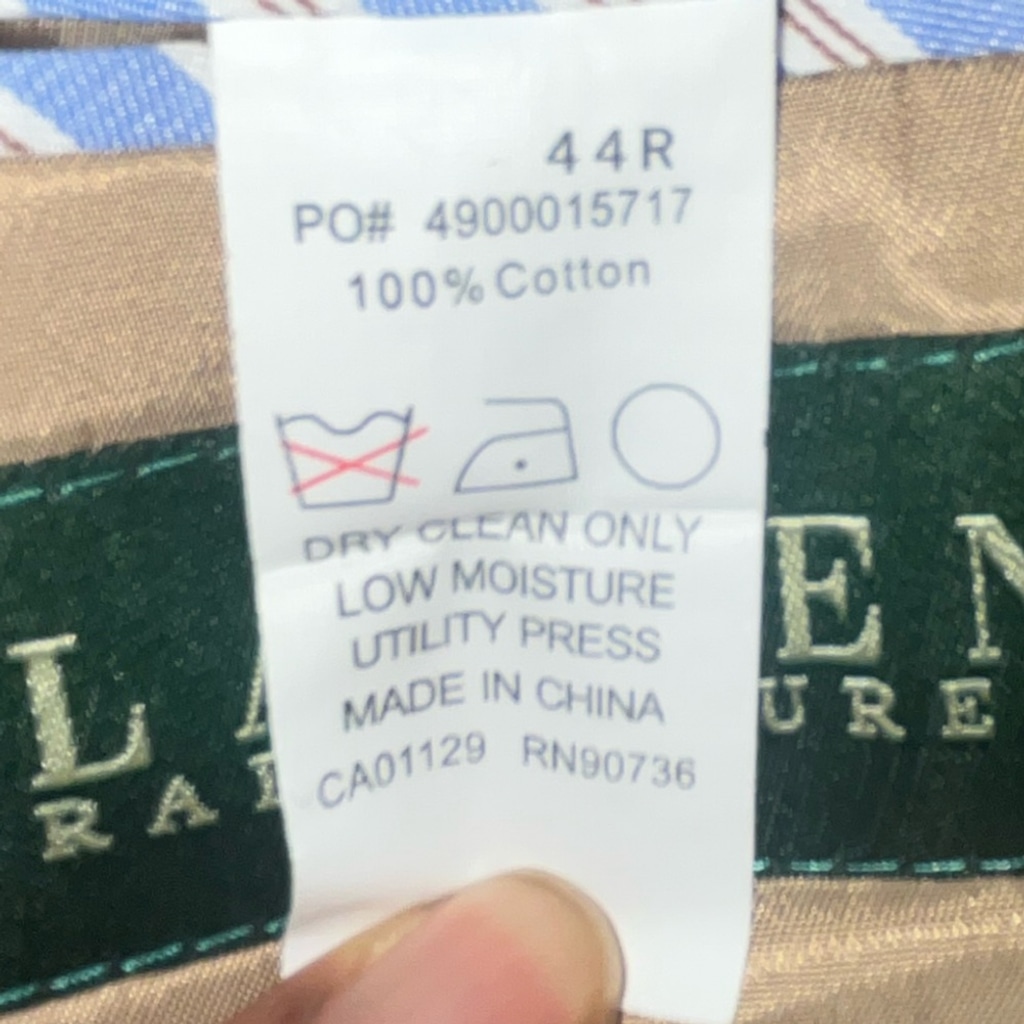 44R
PO# 4900015717
100% Cotton
DRY CLEAN ONLY
LOW MOISTURE
UTILITY PRESS
MADE IN CHINA
CA01129 RN90736